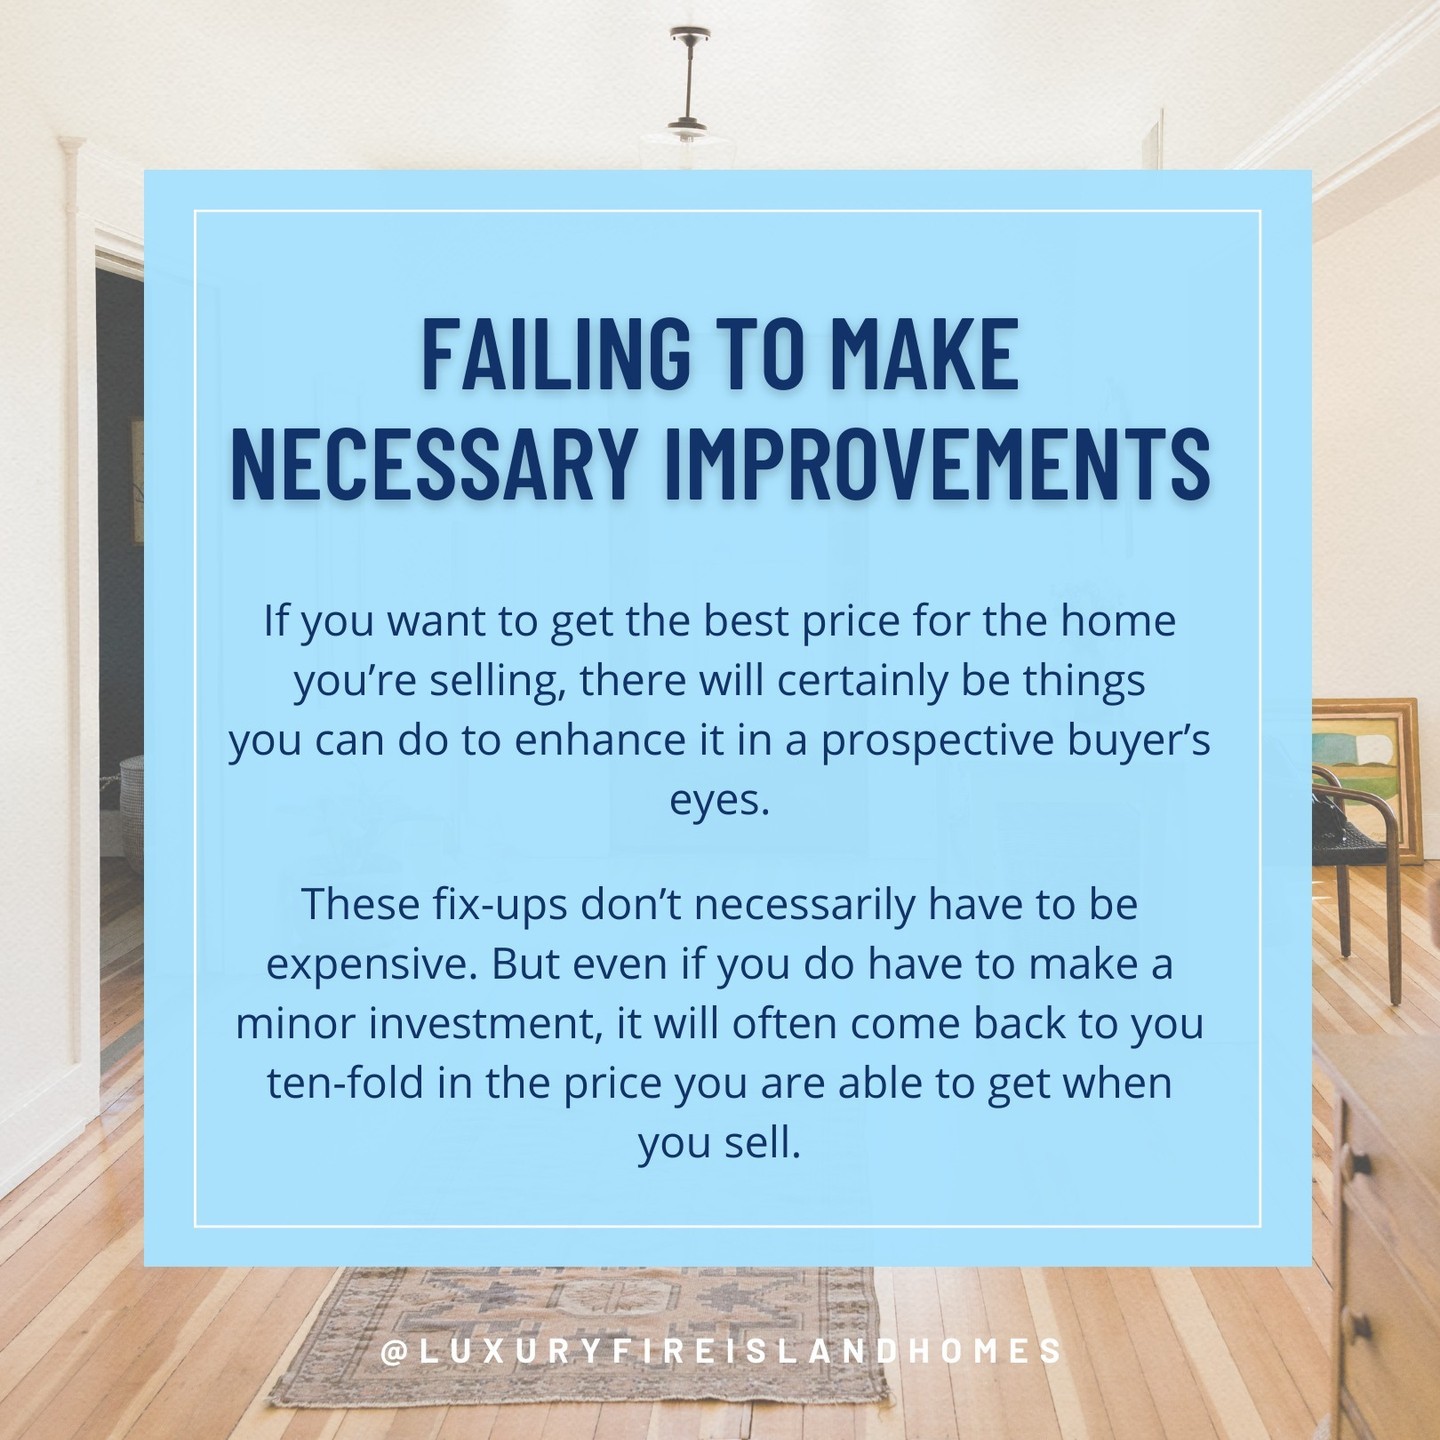 FAILING TO MAKE
NECESSARY IMPROVEMENTS
If you want to get the best price for the home
you’re selling, there will certainly be things
you can do to enhance it in a prospective buyer’s
eyes.
These fix-ups don’t necessarily have to be
expensive. But even if you do have to make a
minor investment, it will often come back to you
ten-fold in the price you are able to get when
you sell.
@LUXURYFIREISLANDHOMES